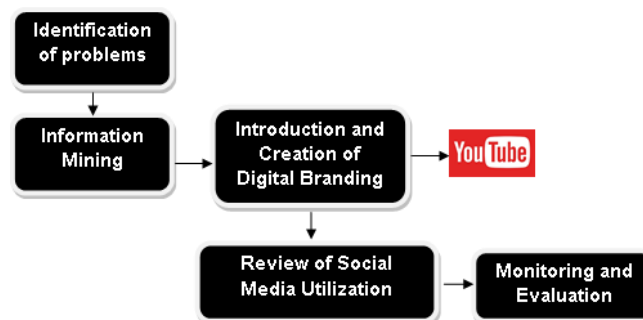 Identification
of problems
Information
Mining
Introduction and
Creation of
Digital Branding
YouTube
Review of Social
Media Utilization
Monitoring and
Evaluation